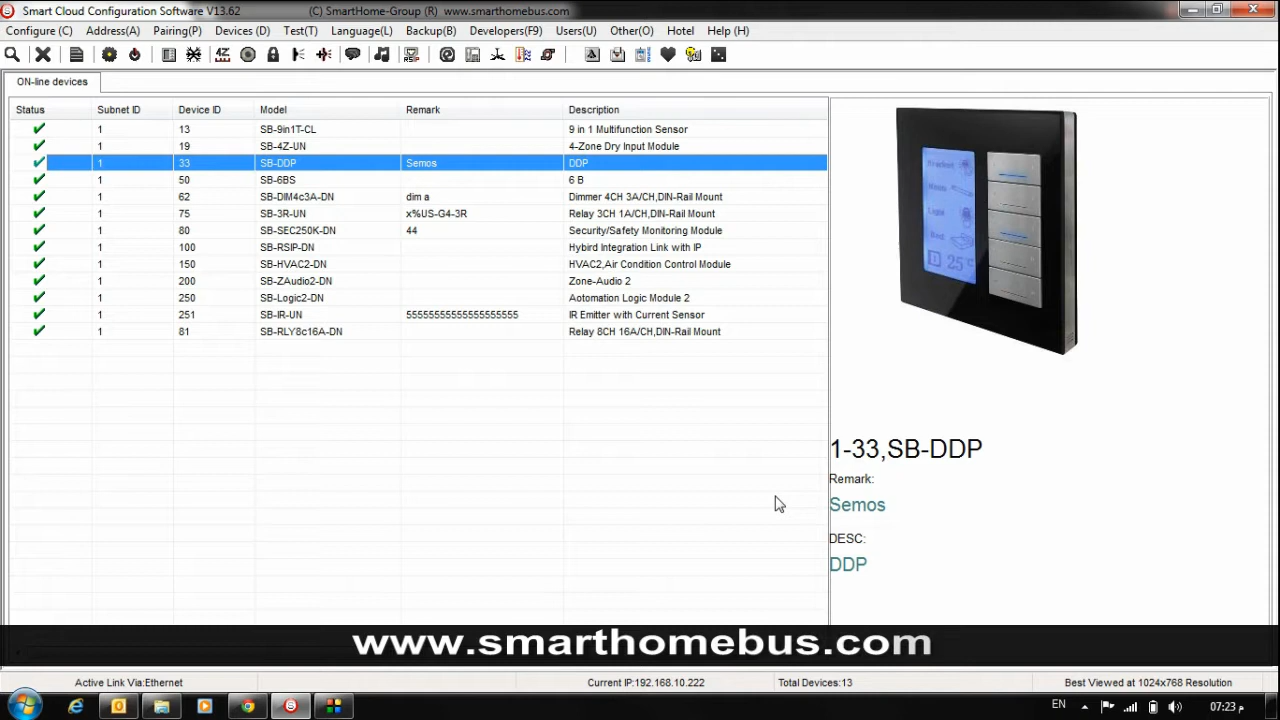 Smart Cloud Configuration Software V13.62 (C) SmartHome-Group (R) www.smarthomebus.com
Configure (C) Address(A) Pairing(P) Devices (D) Test(T) Language(L) Backup(B) Developers(F9) Users(U) Other(O) Hotel Help (H)
ON-line devices
Status Subnet ID Device ID Model Remark Description
1 13 SB-9in1T-CL 9 in 1 Multifunction Sensor
1 19 SB-4Z-UN 4-Zone Dry Input Module
1 33 SB-DDP Semos DDP
1 50 SB-6BS 6 B
1 62 SB-DIM4c3A-DN dim a Dimmer 4CH 3A/CH,DIN-Rail Mount
1 75 SB-3R-UN x%US-G4-3R Relay 3CH 1A/CH,DIN-Rail Mount
1 80 SB-SEC250K-DN 44 Security/Safety Monitoring Module
1 100 SB-RSIP-DN Hybird Integration Link with IP
1 150 SB-HVAC2-DN HVAC2,Air Condition Control Module
1 200 SB-ZAudio2-DN Zone-Audio 2
1 250 SB-Logic2-DN Aotomation Logic Module 2
1 251 SB-IR-UN 55555555555555555555 IR Emitter with Current Sensor
1 81 SB-RLY8c16A-DN Relay 8CH 16A/CH,DIN-Rail Mount
25°C
1-33,SB-DDP
Remark:
Semos
DESC:
DDP
www.smarthomebus.com
Active Link Via:Ethernet Current IP:192.168.10.222 Total Devices:13 Best Viewed at 1024x768 Resolution
EN 07:23 م